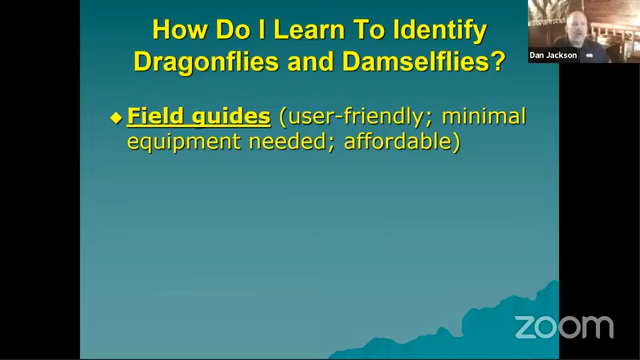 How Do I Learn To Identify
Dragonflies and Damselflies?
Field guides (user-friendly; minimal
equipment needed; affordable)
Dan Jackson
zoom